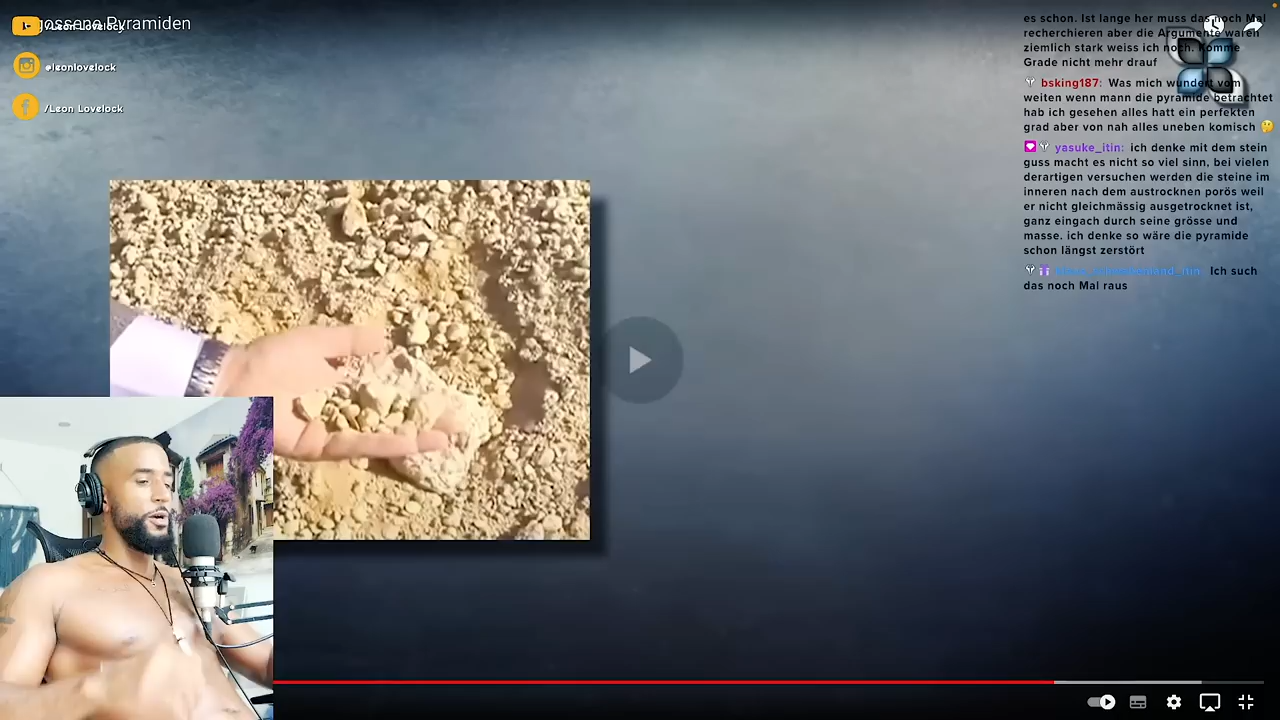 gossene Pyramiden
/Leon Lovelock
@leonlovelock
/Leon Lovelock
es schon. Ist lange her muss das noch Mal
recherchieren aber die Argumente waren
ziemlich stark weiss ich noch. Komme
Grade nicht mehr drauf
bsking187: Was mich wundert vom
weiten wenn mann die pyramide betrachtet
hab ich gesehen alles hatt ein perfekten
grad aber von nah alles uneben komisch 🤔
yasuke_itin: ich denke mit dem stein
guss macht es nicht so viel sinn, bei vielen
derartigen versuchen werden die steine im
inneren nach dem austrocknen porös weil
er nicht gleichmässig ausgetrocknet ist,
ganz eingach durch seine grösse und
masse. ich denke so wäre die pyramide
schon längst zerstört
Ich such
das noch Mal raus